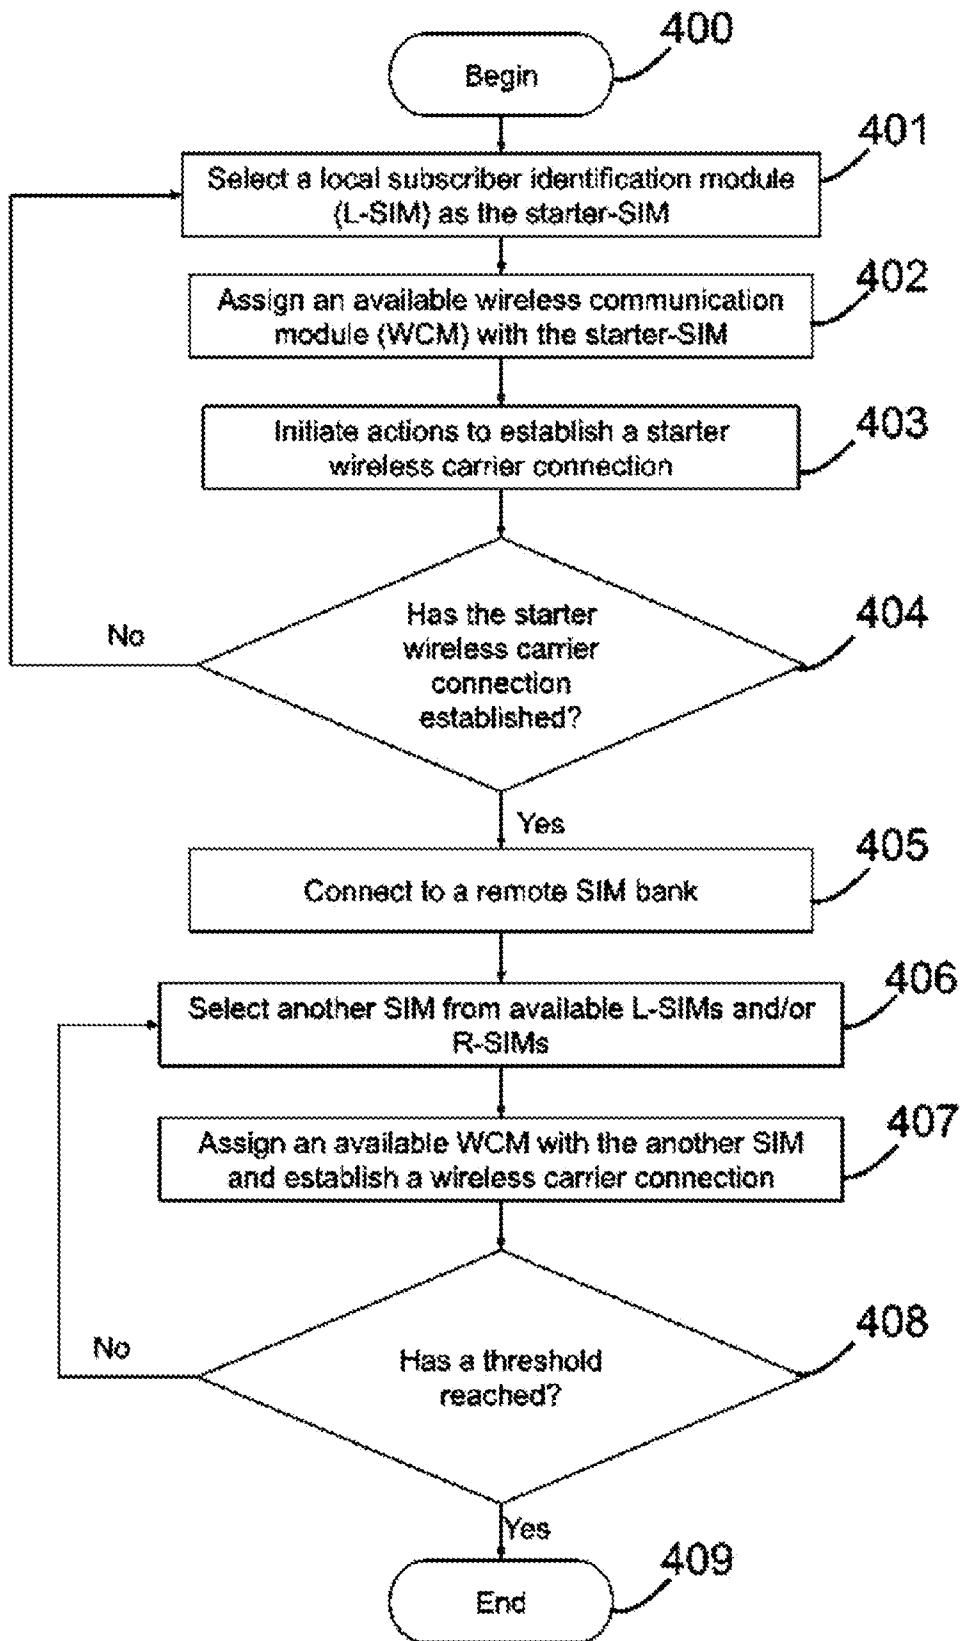 400
Begin
401
Select a local subscriber identification module
(L-SIM) as the starter-SIM
402
Assign an available wireless communication
module (WCM) with the starter-SIM
403
Initiate actions to establish a starter
wireless carrier connection
404
Has the starter
wireless carrier
connection
established?
No
Yes
405
Connect to a remote SIM bank
406
Select another SIM from available L-SIMs and/or
R-SIMs
407
Assign an available WCM with the another SIM
and establish a wireless carrier connection
408
Has a threshold
reached?
No
Yes
409
End